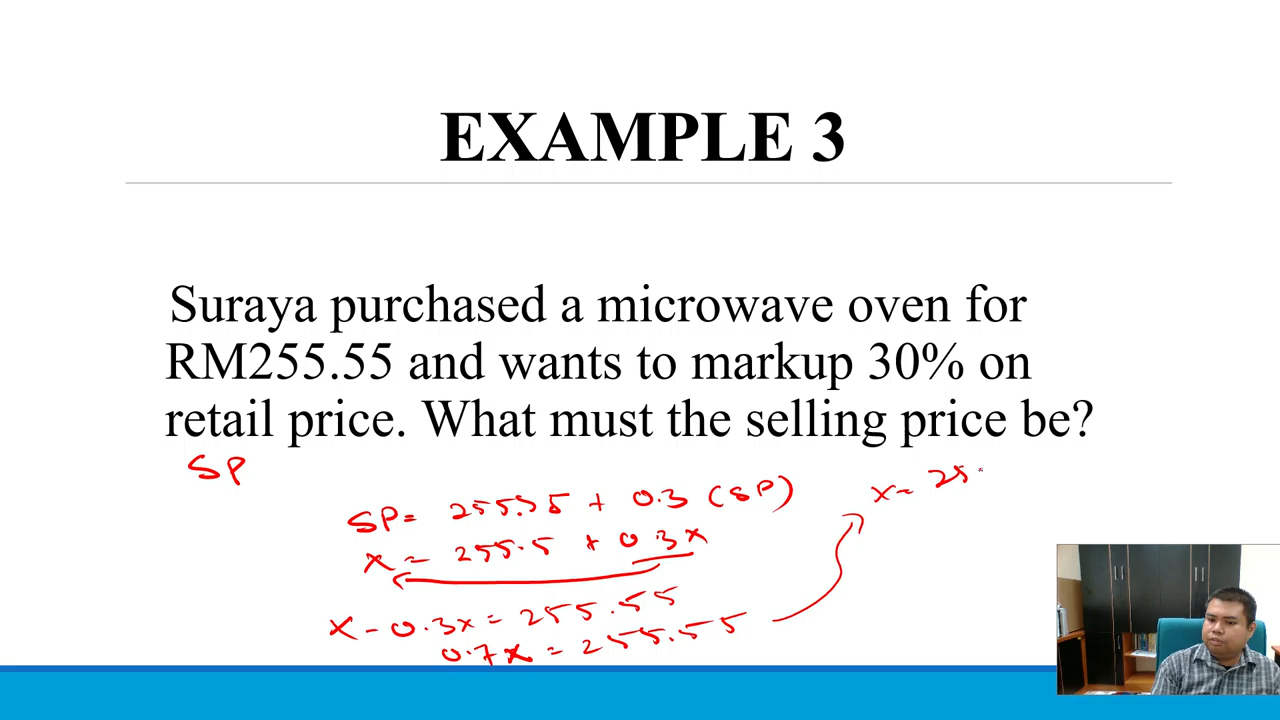 EXAMPLE 3
Suraya purchased a microwave oven for
RM255.55 and wants to markup 30% on
retail price. What must the selling price be?
SP
SP= 255.55 + 0.3 (SP)
x = 255.5 + 0.3x
x - 0.3x = 255.55
0.7x = 255.55
x= 25